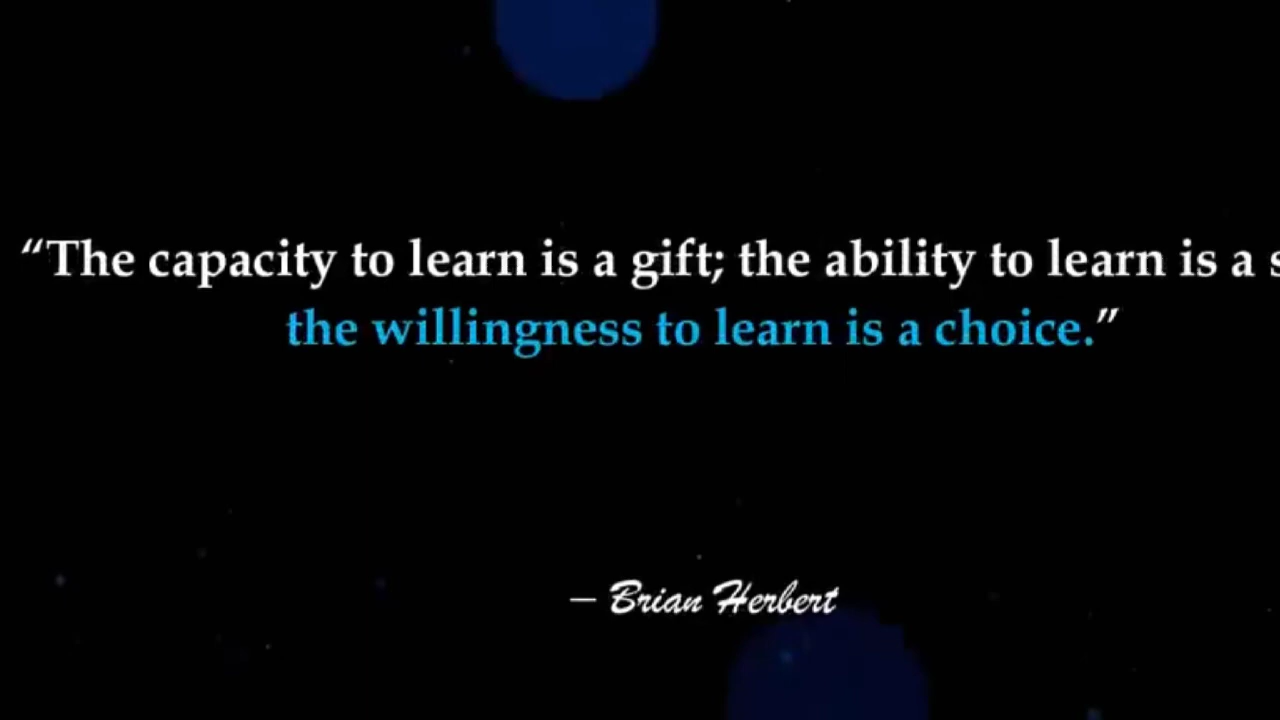 “The capacity to learn is a gift; the ability to learn is a
the willingness to learn is a choice.”
– Brian Herbert